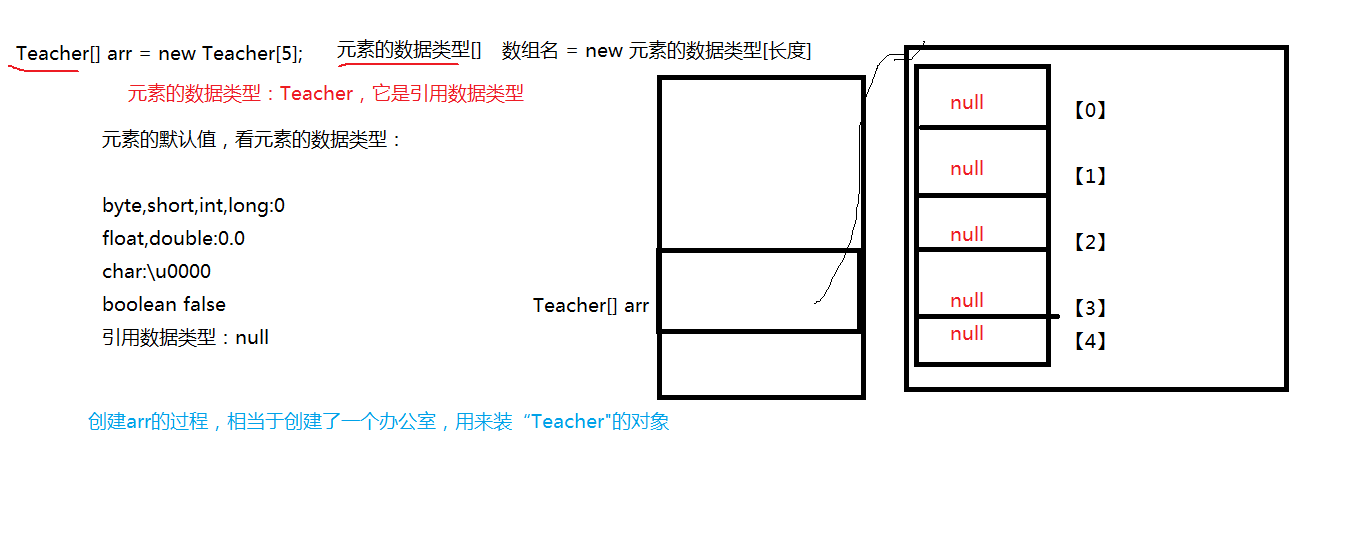 Teacher[] arr = new Teacher[5]; 元素的数据类型[] 数组名 = new 元素的数据类型[长度]
元素的数据类型：Teacher，它是引用数据类型
元素的默认值，看元素的数据类型：
byte,short,int,long:0
float,double:0.0
char:\u0000
boolean false
引用数据类型：null
Teacher[] arr
null 【0】
null 【1】
null 【2】
null 【3】
null 【4】
创建arr的过程，相当于创建了一个办公室，用来装“Teacher"的对象